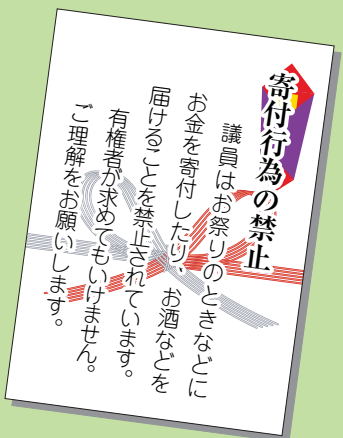 寄付行為の禁止
議員はお祭りのときなどに
お金を寄付したり、お酒などを
届けることを禁止されています。
有権者が求めてもいけません。
ご理解をお願いします。